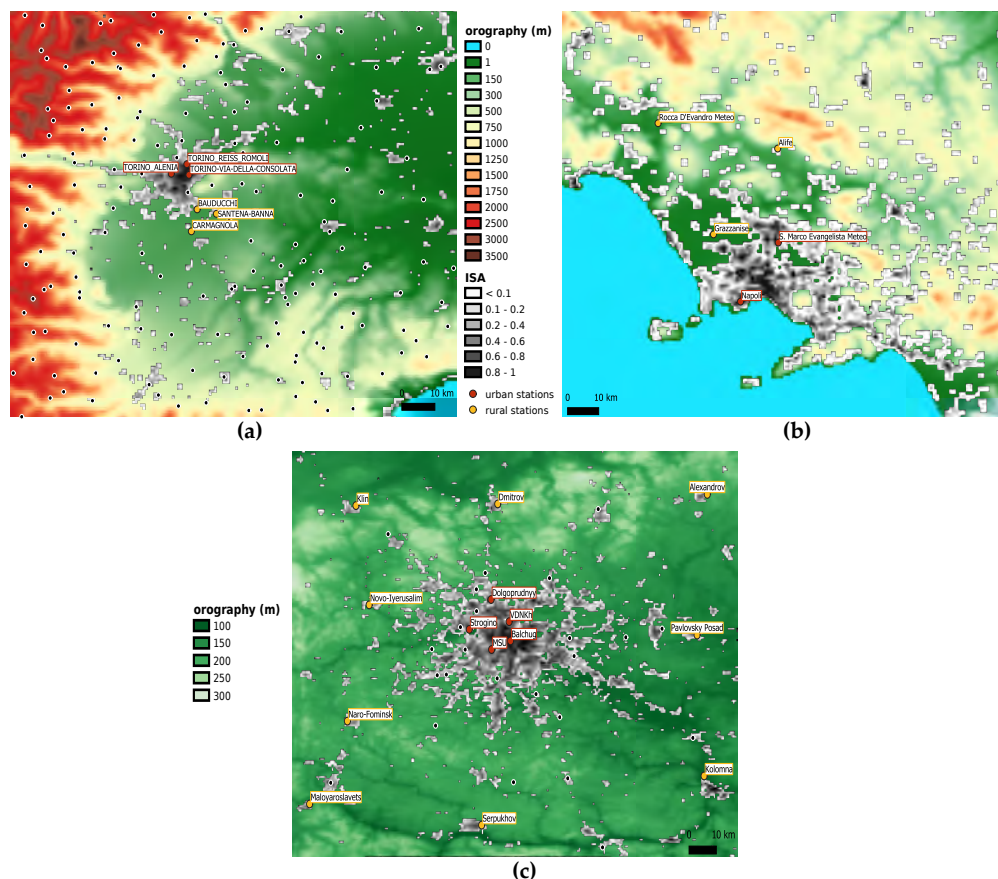 orography (m)
0
1
150
300
500
750
1000
1250
1500
1750
2000
2500
3000
3500
ISA
< 0.1
0.1 - 0.2
0.2 - 0.4
0.4 - 0.6
0.6 - 0.8
0.8 - 1
urban stations
rural stations
TORINO_REISS_ROMOLI
TORINO_ALENIA
TORINO-VIA-DELLA-CONSOLATA
BAUDUCCHI
SANTENA-BANNA
CARMAGNOLA
0 10 km
(a)
Rocca D'Evandro Meteo
Alife
Grazzanise
S. Marco Evangelista Meteo
Napoli
0 10 km
(b)
orography (m)
100
150
200
250
300
Klin
Dmitrov
Alexandrov
Novo-Iyerusalim
Dolgoprudnyy
VDNKh
Strogino
Balchug
MSU
Pavlovsky Posad
Naro-Fominsk
Kolomna
Maloyaroslavets
Serpukhov
0 10 km
(c)